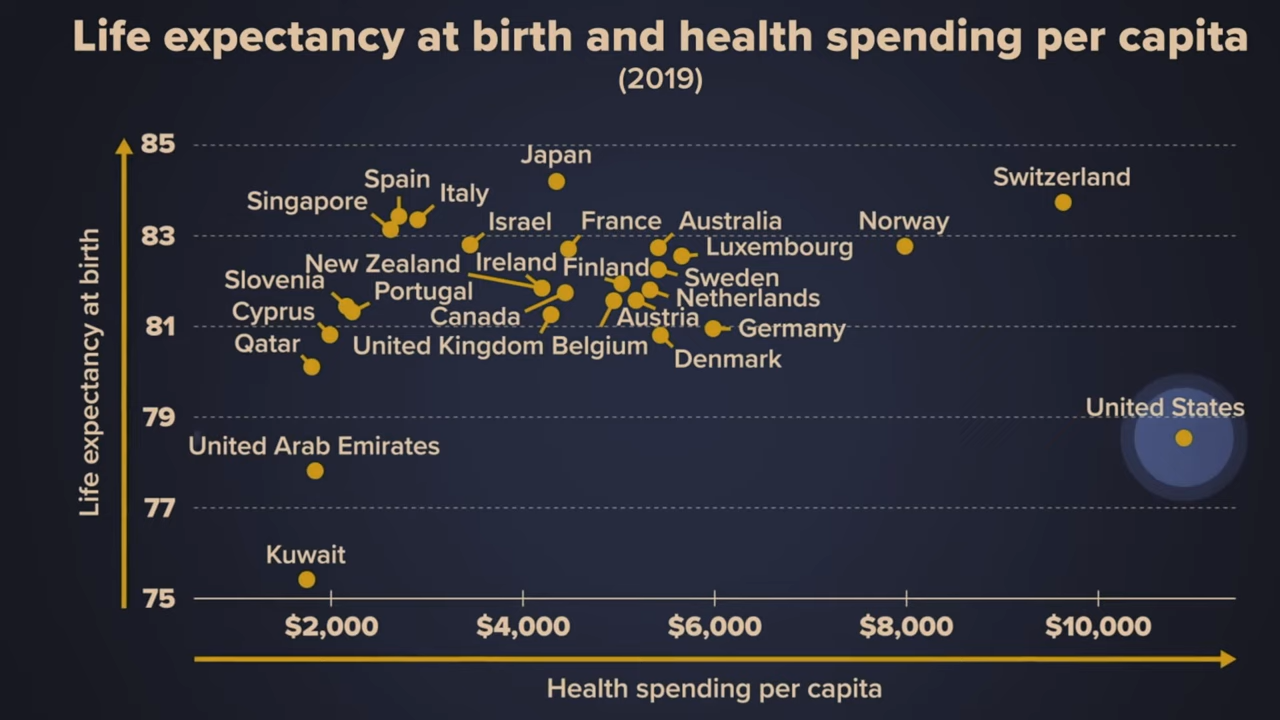 Life expectancy at birth and health spending per capita
(2019)
Life expectancy at birth
85
83
81
79
77
75
Japan
Switzerland
Spain
Italy
Singapore
Israel
France
Australia
Norway
Luxembourg
New Zealand
Ireland
Finland
Sweden
Slovenia
Portugal
Netherlands
Cyprus
Canada
Austria
Germany
Qatar
United Kingdom
Belgium
Denmark
United States
United Arab Emirates
Kuwait
$2,000
$4,000
$6,000
$8,000
$10,000
Health spending per capita